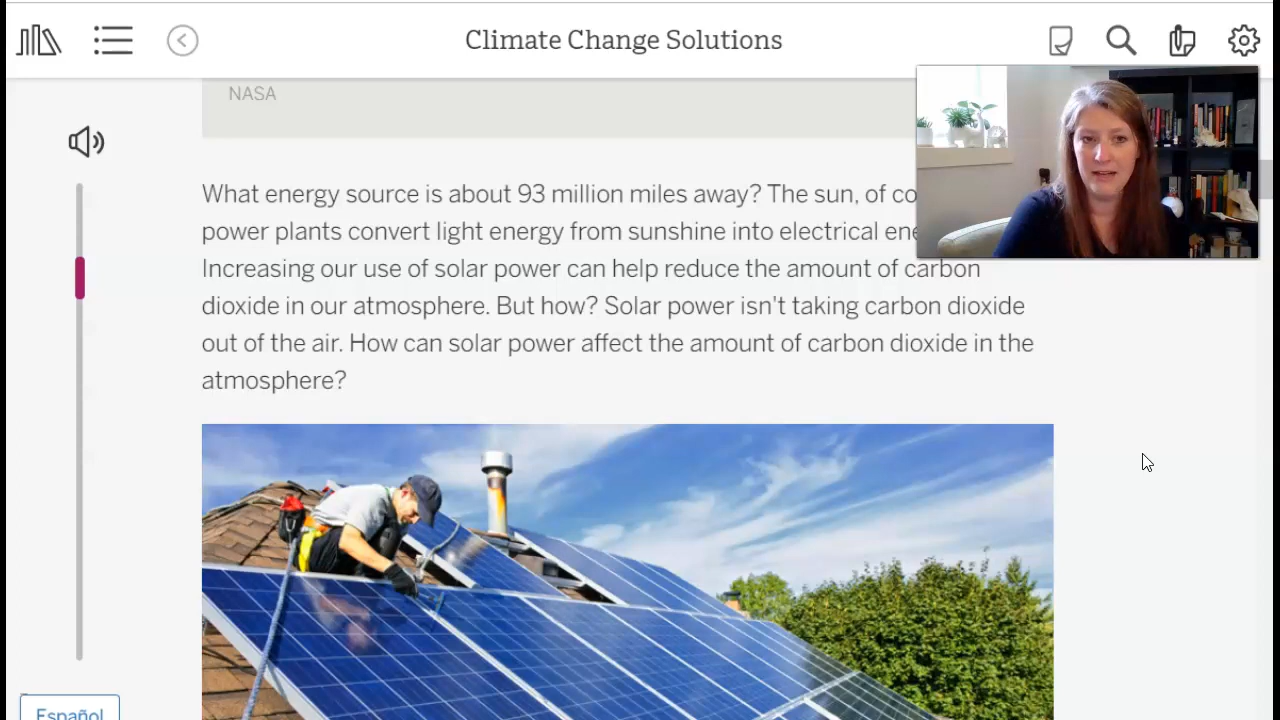 Climate Change Solutions
NASA
What energy source is about 93 million miles away? The sun, of
power plants convert light energy from sunshine into electrical
Increasing our use of solar power can help reduce the amount of carbon
dioxide in our atmosphere. But how? Solar power isn't taking carbon dioxide
out of the air. How can solar power affect the amount of carbon dioxide in the
atmosphere?
Español